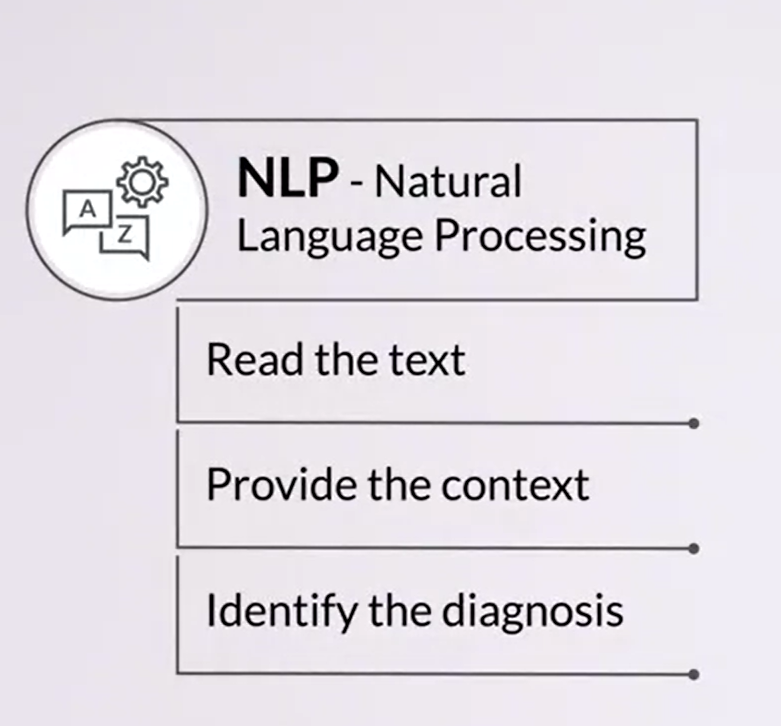 A
Z
NLP - Natural
Language Processing
Read the text
Provide the context
Identify the diagnosis